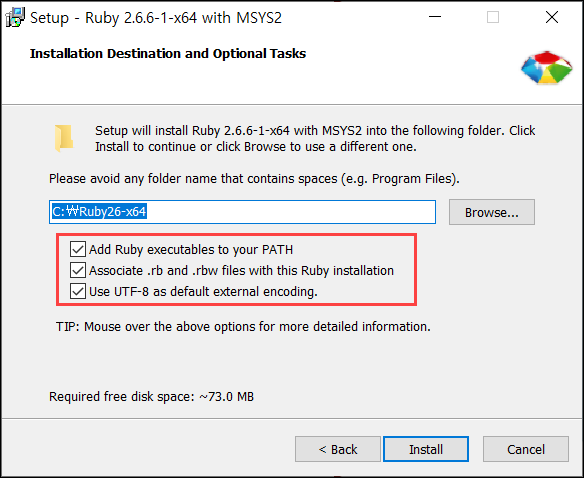 Setup - Ruby 2.6.6-1-x64 with MSYS2
Installation Destination and Optional Tasks
Setup will install Ruby 2.6.6-1-x64 with MSYS2 into the following folder. Click
Install to continue or click Browse to use a different one.
Please avoid any folder name that contains spaces (e.g. Program Files).
C:₩Ruby26-x64
Browse...
Add Ruby executables to your PATH
Associate .rb and .rbw files with this Ruby installation
Use UTF-8 as default external encoding.
TIP: Mouse over the above options for more detailed information.
Required free disk space: ~73.0 MB
< Back
Install
Cancel